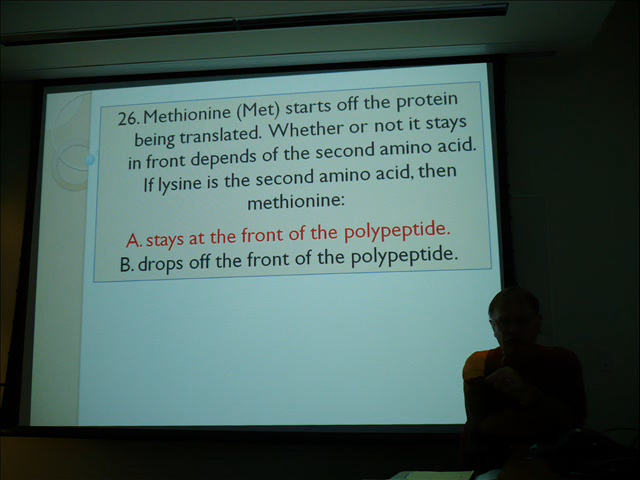 26. Methionine (Met) starts off the protein
being translated. Whether or not it stays
in front depends of the second amino acid.
If lysine is the second amino acid, then
methionine:
A. stays at the front of the polypeptide.
B. drops off the front of the polypeptide.